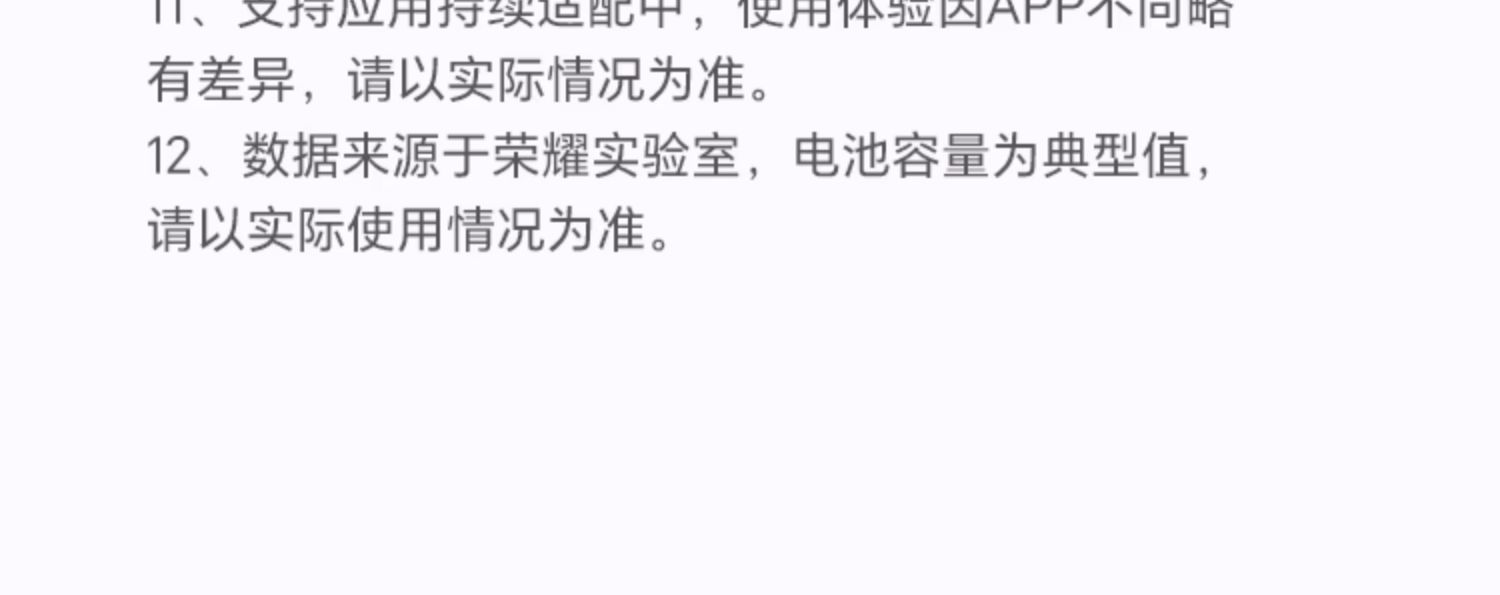 11、支持应用持续适配中，使用体验因APP不同略
有差异，请以实际情况为准。
12、数据来源于荣耀实验室，电池容量为典型值，
请以实际使用情况为准。